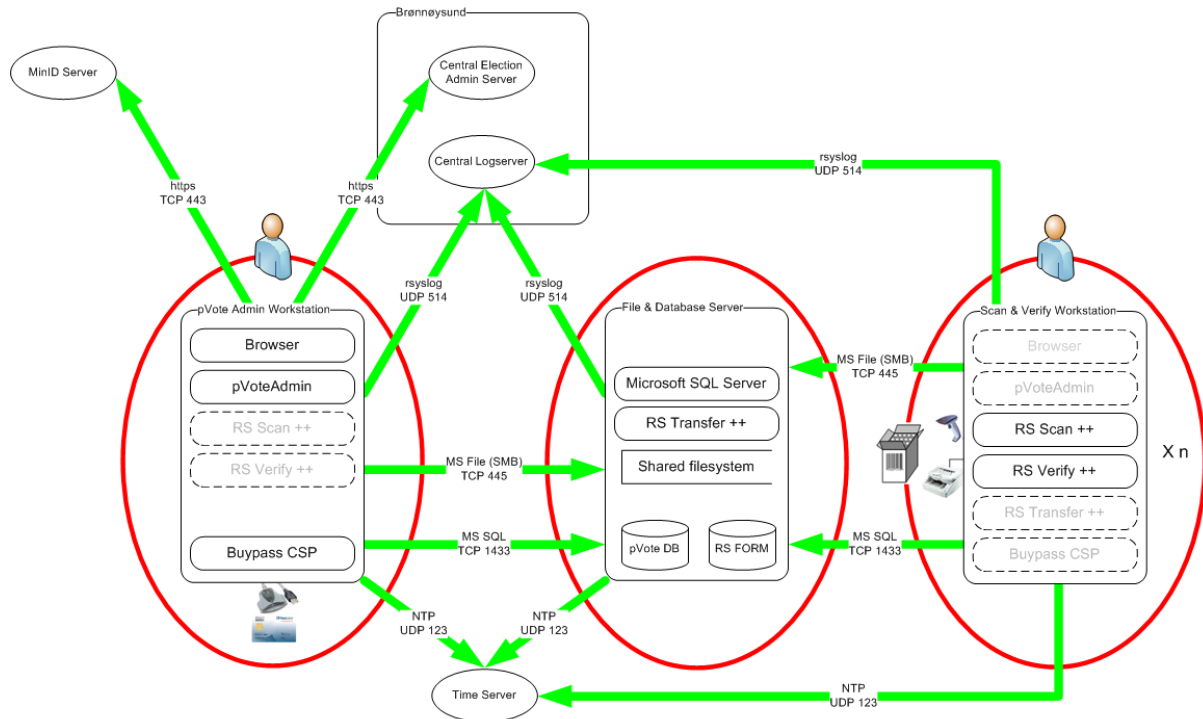 Brønnøysund
MinID Server
Central Election
Admin Server
Central Logserver
rsyslog
UDP 514
https
TCP 443
https
TCP 443
rsyslog
UDP 514
rsyslog
UDP 514
pVote Admin Workstation
Browser
pVoteAdmin
RS Scan ++
RS Verify ++
Buypass CSP
File & Database Server
Microsoft SQL Server
RS Transfer ++
Shared filesystem
pVote DB
RS FORM
Scan & Verify Workstation
Browser
pVoteAdmin
RS Scan ++
RS Verify ++
RS Transfer ++
Buypass CSP
X n
MS File (SMB)
TCP 445
MS File (SMB)
TCP 445
MS SQL
TCP 1433
MS SQL
TCP 1433
NTP
UDP 123
NTP
UDP 123
Time Server
NTP
UDP 123